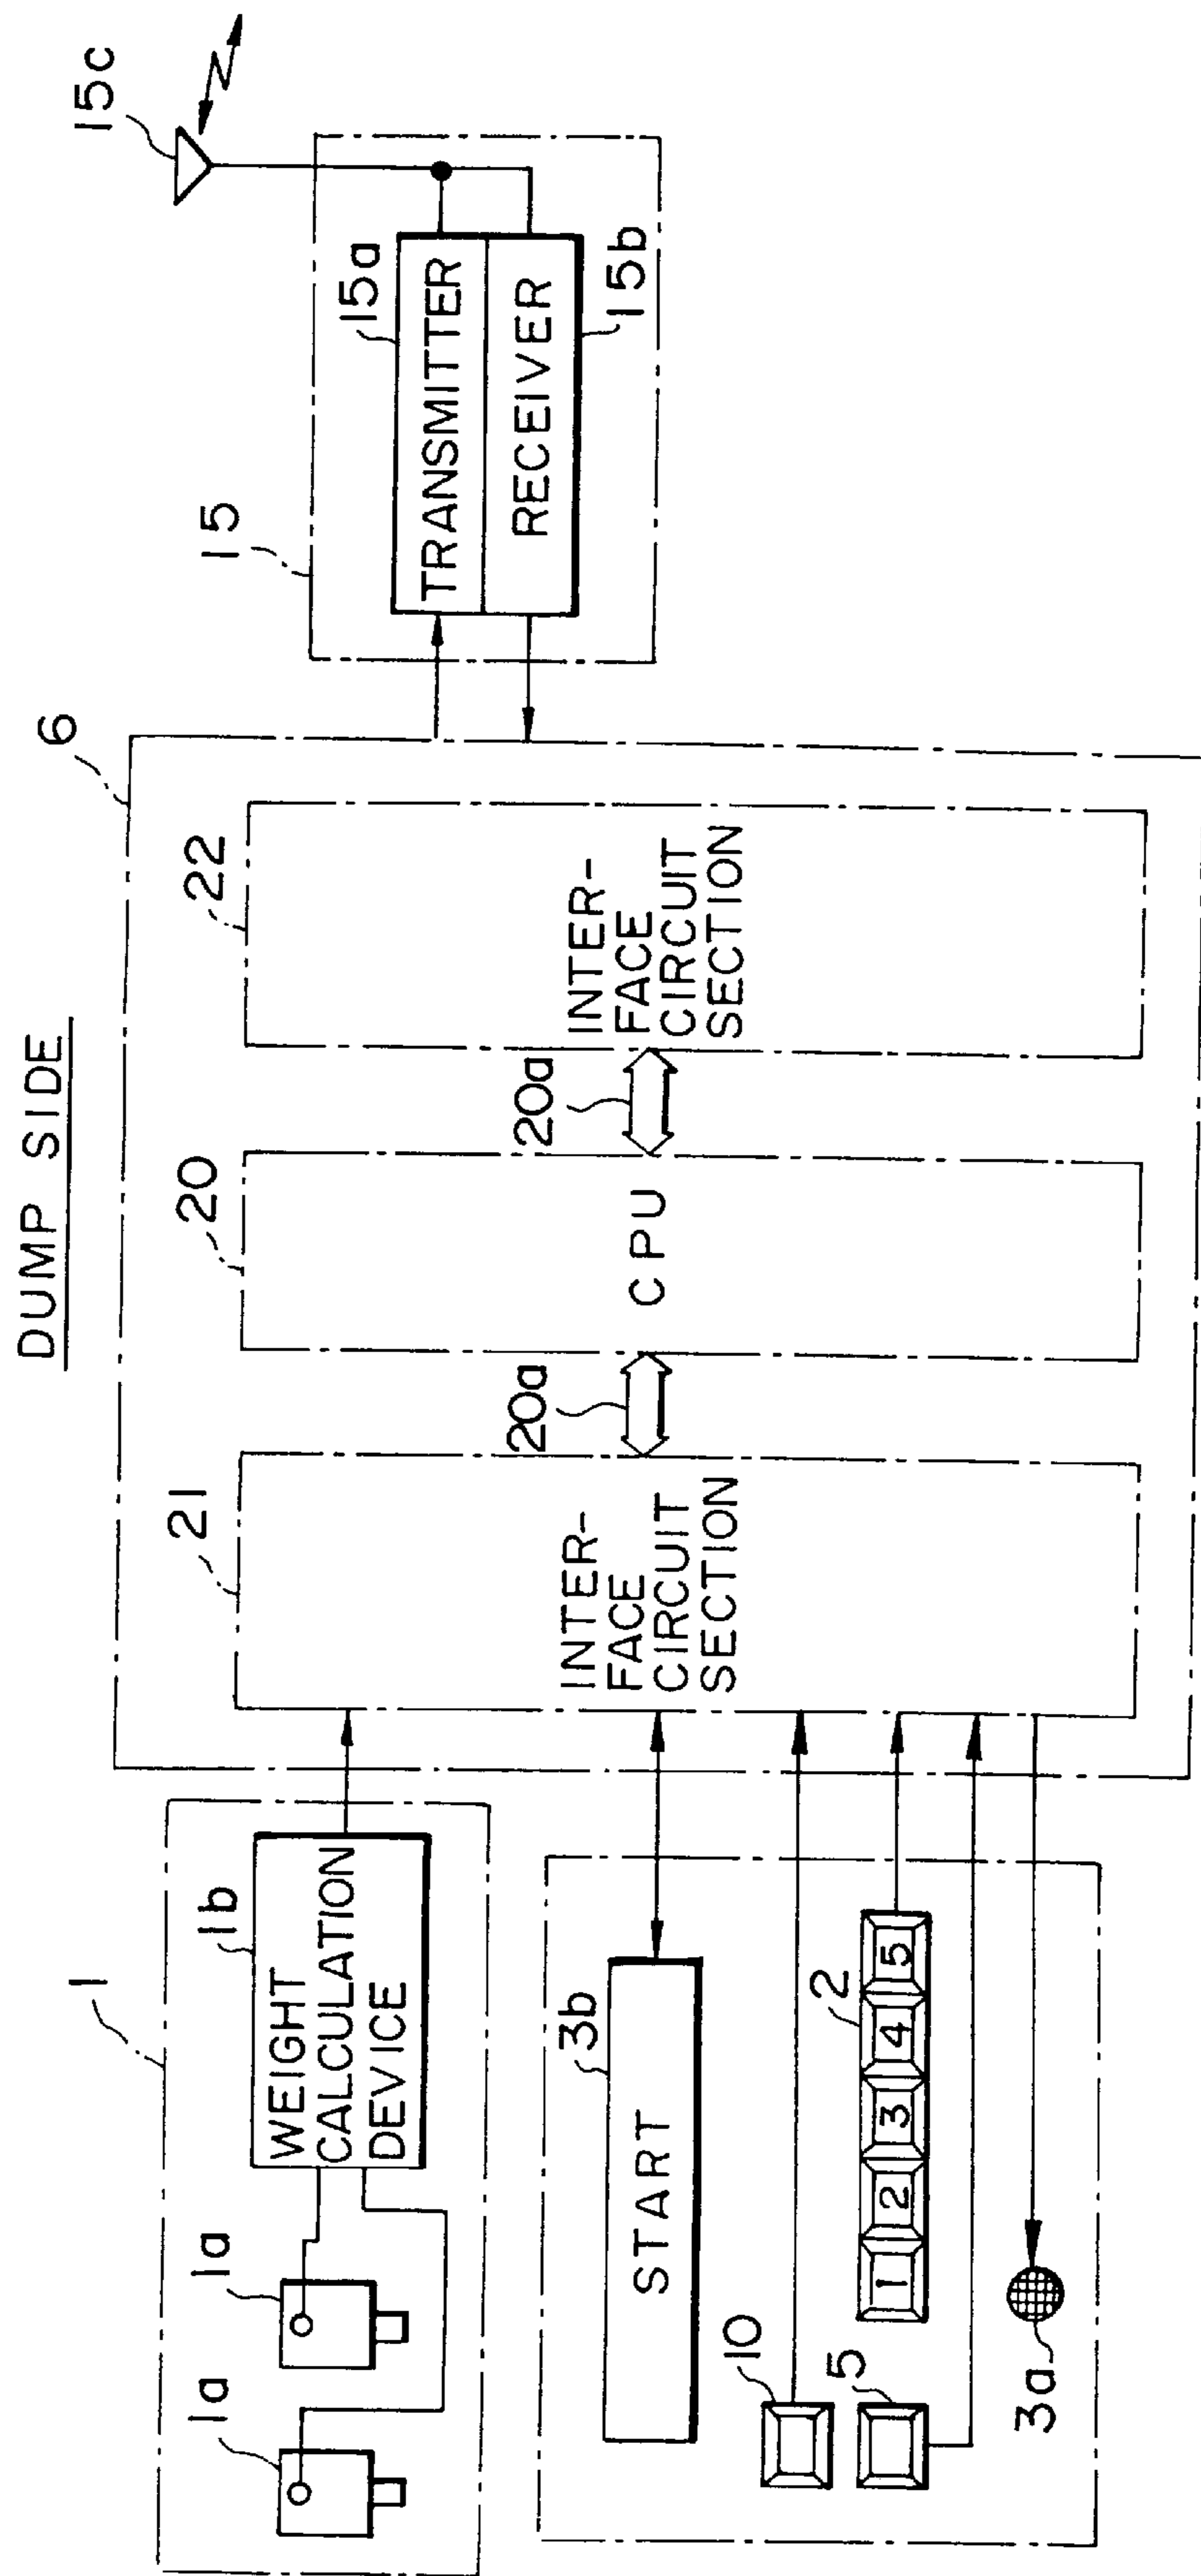 DUMP SIDE
6
1
1a
1a
1b
WEIGHT
CALCULATION
DEVICE
3b
START
10
5
2
1 2 3 4 5
3a
21
INTER-
FACE
CIRCUIT
SECTION
20a
20
CPU
20a
22
INTER-
FACE
CIRCUIT
SECTION
15
15a
TRANSMITTER
RECEIVER
15b
15c